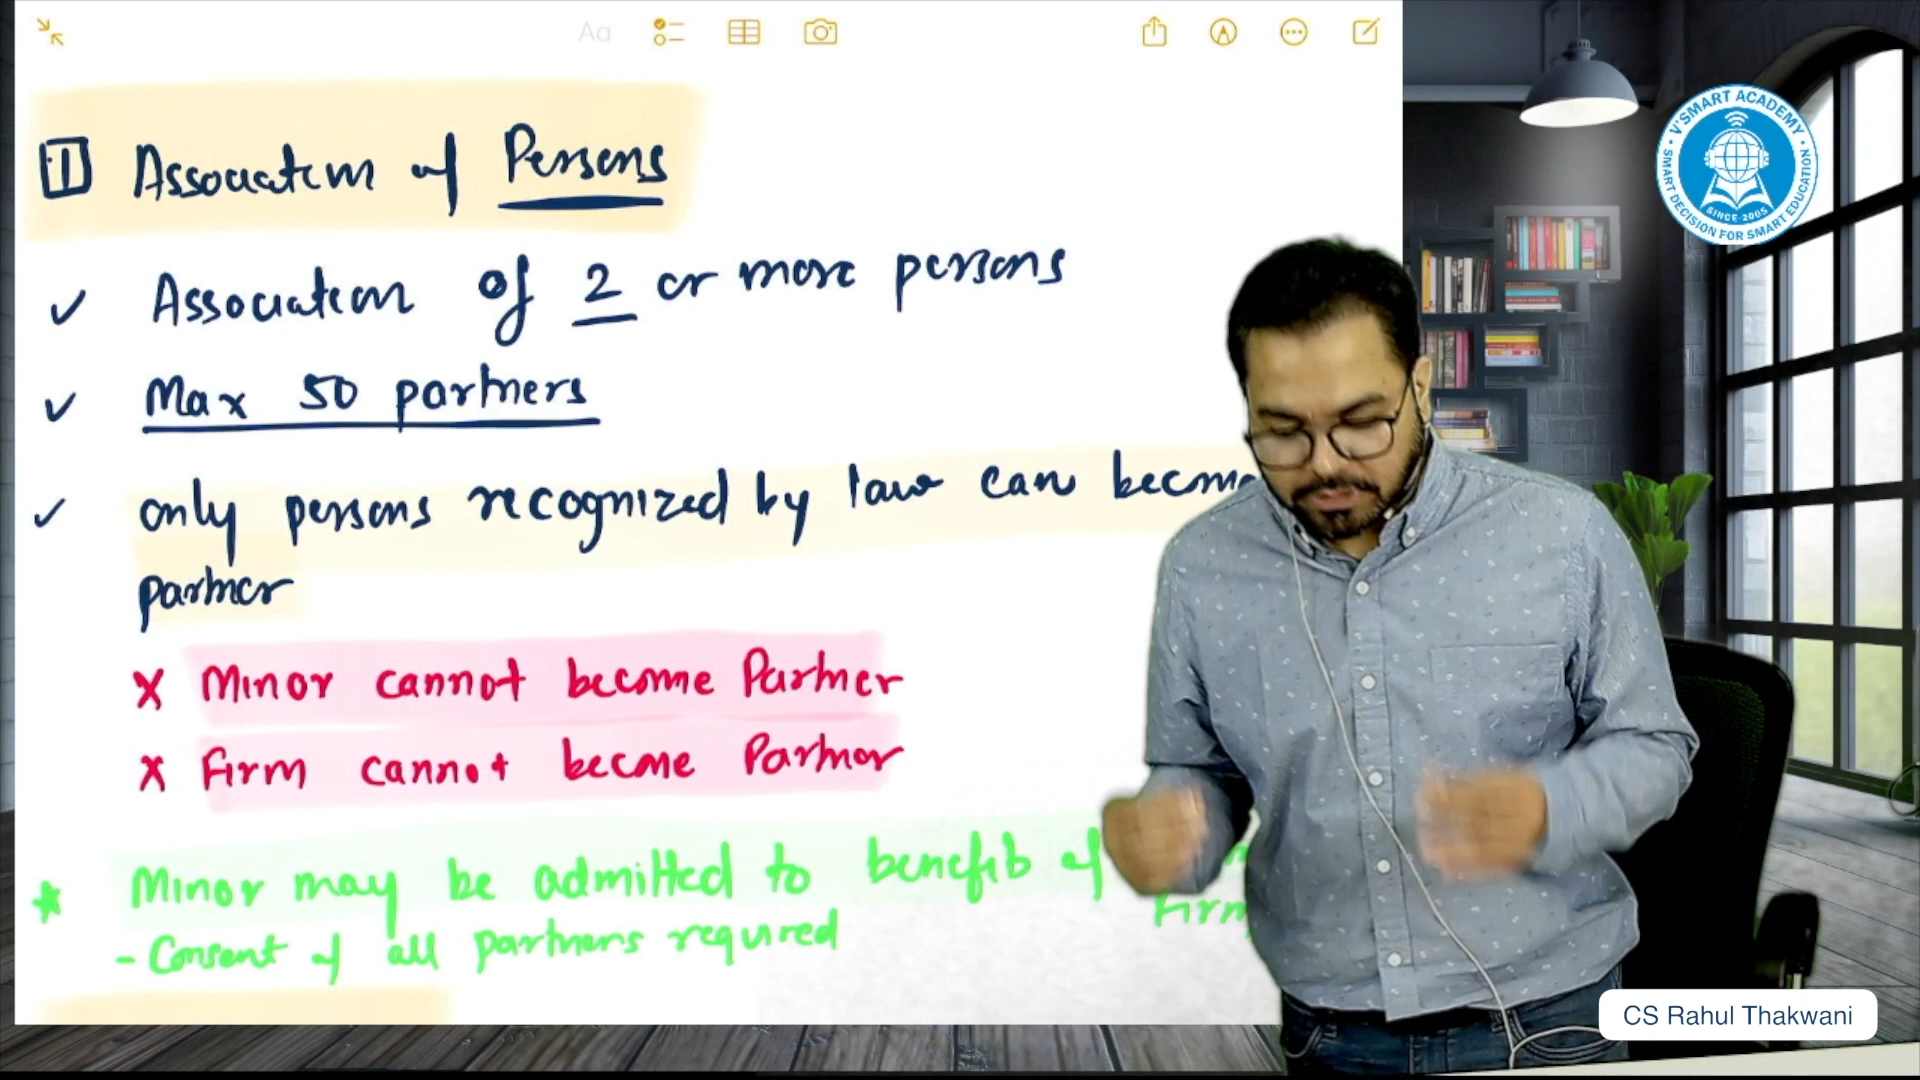 Aa
V'SMART ACADEMY
SMART DECISION FOR SMART EDUCATION
SINCE-2005
1 Association of Persons
✓ Association of 2 or more persons
✓ Max 50 partners
✓ only persons recognized by law can become
partner
X Minor cannot become Partner
X Firm cannot become Partner
★ Minor may be admitted to benefits of
Firm
- Consent of all partners required
CS Rahul Thakwani